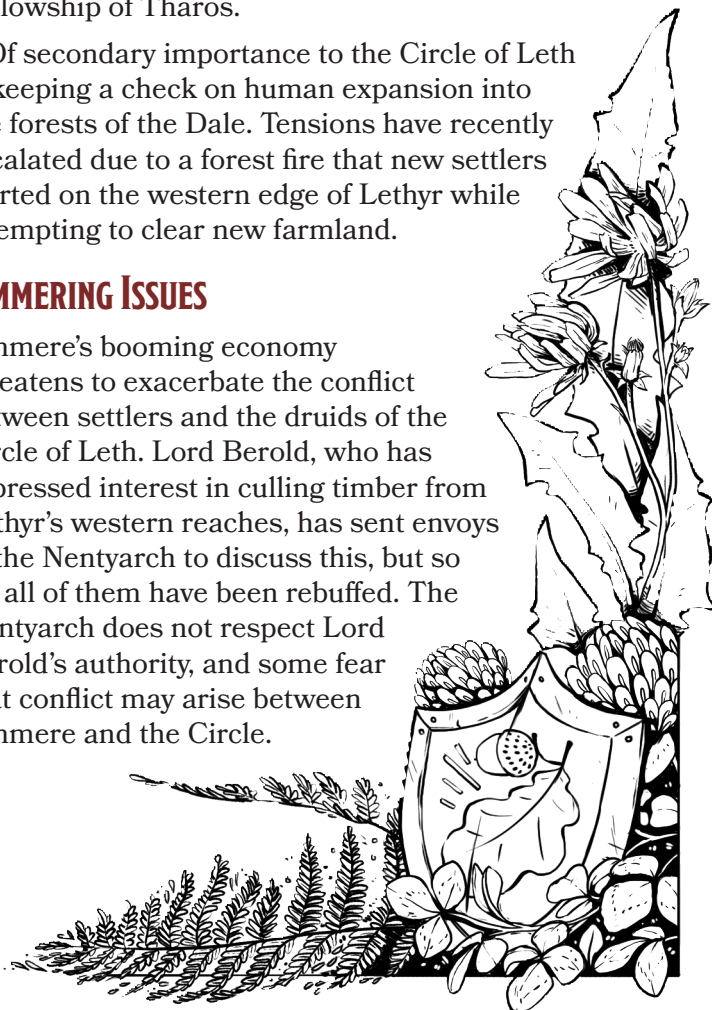 llowship of Tharos.
Of secondary importance to the Circle of Leth
keeping a check on human expansion into
e forests of the Dale. Tensions have recently
calated due to a forest fire that new settlers
rted on the western edge of Lethyr while
empting to clear new farmland.
MMERING ISSUES
nmere’s booming economy
eatens to exacerbate the conflict
tween settlers and the druids of the
rcle of Leth. Lord Berold, who has
pressed interest in culling timber from
thyr’s western reaches, has sent envoys
the Nentyarch to discuss this, but so
all of them have been rebuffed. The
ntyarch does not respect Lord
rold’s authority, and some fear
t conflict may arise between
nmere and the Circle.